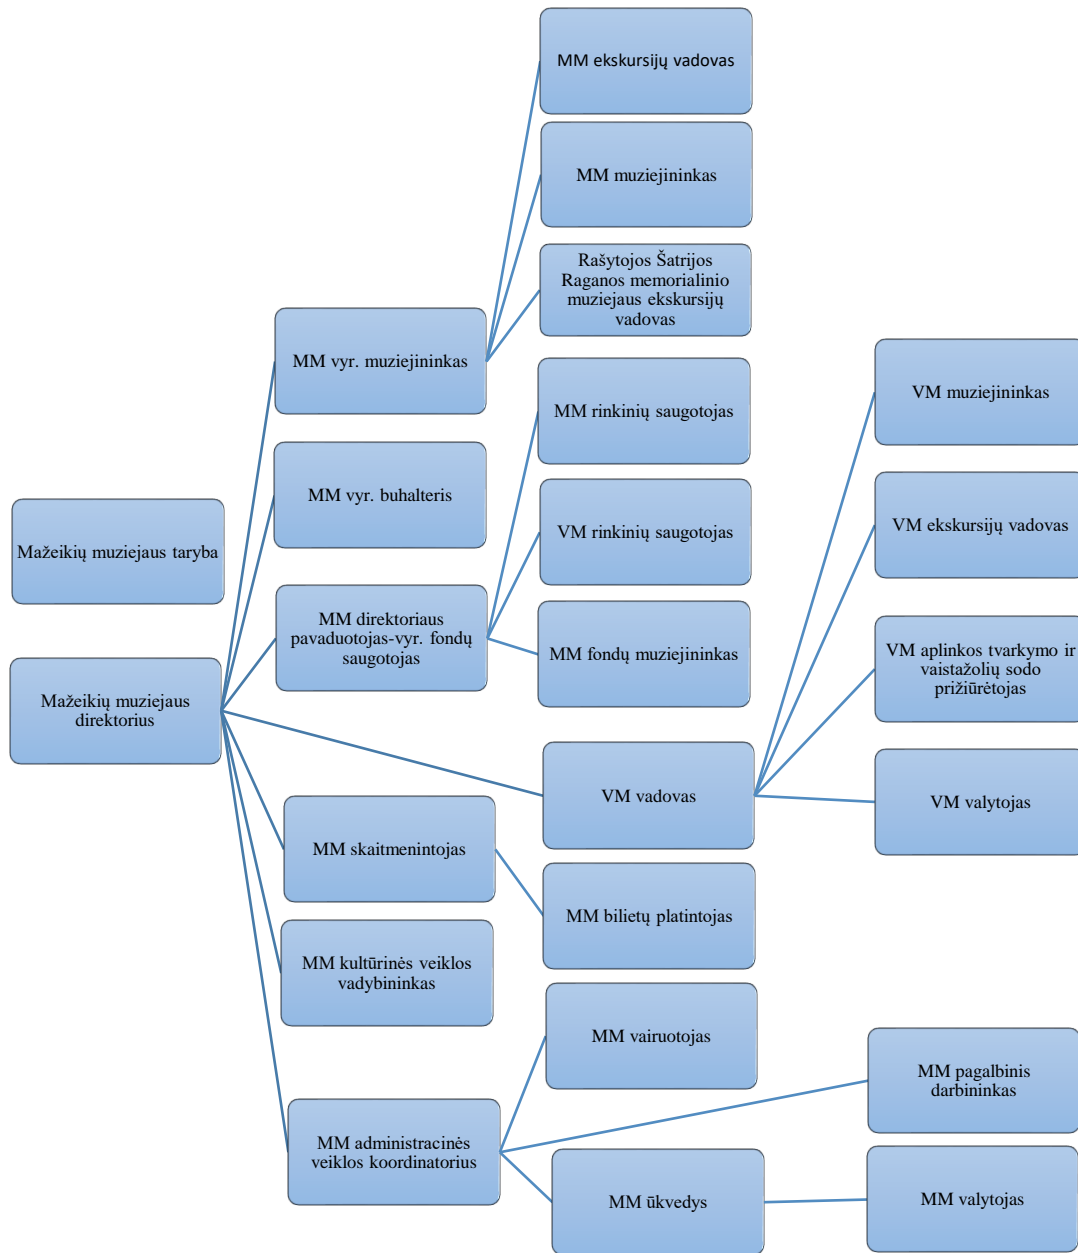 MM ekskursijų vadovas
MM muziejininkas
Rašytojos Šatrijos
Raganos memorialinio
muziejaus ekskursijų
vadovas
MM vyr. muziejininkas
VM muziejininkas
MM rinkinių saugotojas
MM vyr. buhalteris
VM ekskursijų vadovas
VM rinkinių saugotojas
Mažeikių muziejaus taryba
MM direktoriaus
pavaduotojas-vyr. fondų
saugotojas
MM fondų muziejininkas
VM aplinkos tvarkymo ir
vaistažolių sodo
prižiūrėtojas
Mažeikių muziejaus
direktorius
VM vadovas
VM valytojas
MM skaitmenintojas
MM bilietų platintojas
MM kultūrinės veiklos
vadybininkas
MM vairuotojas
MM pagalbinis
darbininkas
MM administracinės
veiklos koordinatorius
MM ūkvedys
MM valytojas